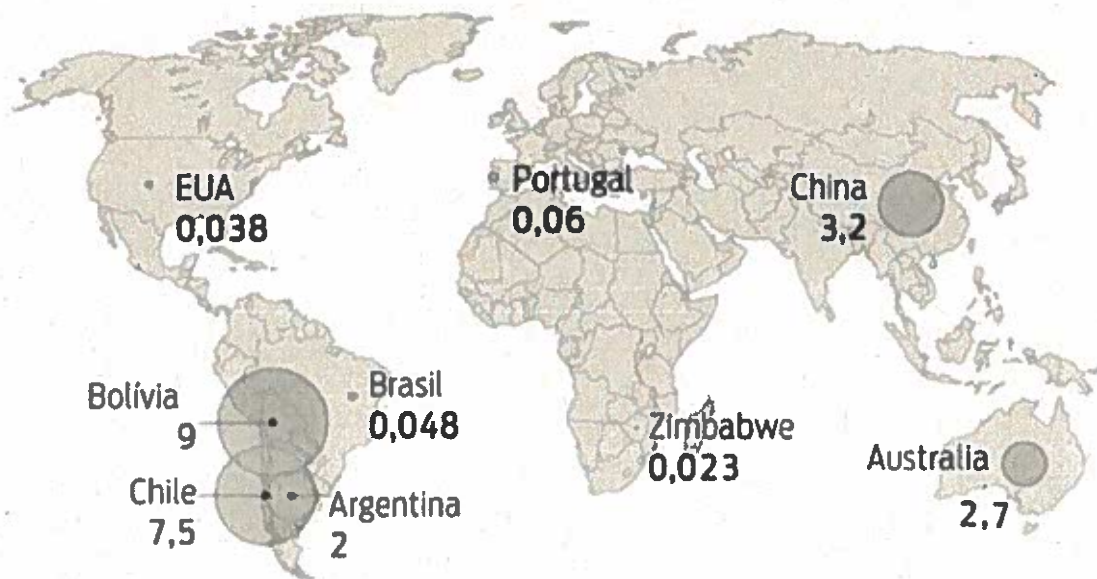 EUA
0,038
Portugal
0,06
China
3,2
Bolívia
9
Brasil
0,048
Chile
7,5
Argentina
2
Zimbabwe
0,023
Australia
2,7